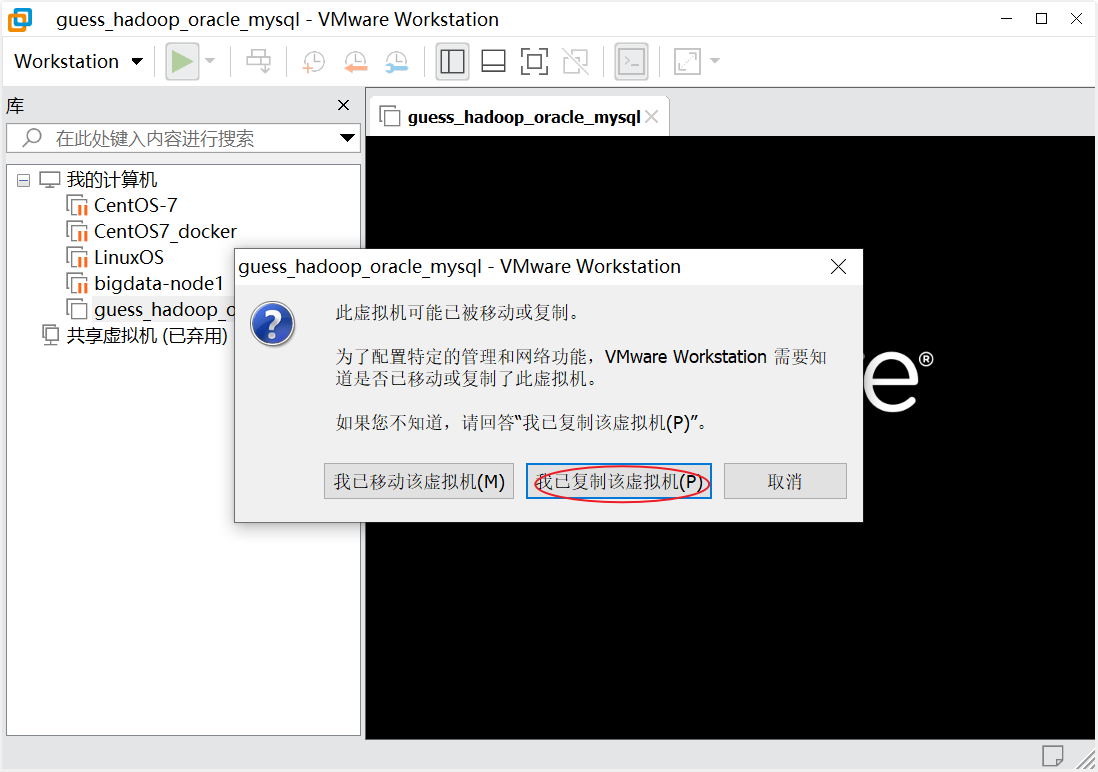 guess_hadoop_oracle_mysql - VMware Workstation
Workstation
库
在此处键入内容进行搜索
我的计算机
CentOS-7
CentOS7_docker
LinuxOS
bigdata-node1
guess_hadoop_o
共享虚拟机 (已弃用)
guess_hadoop_oracle_mysql
guess_hadoop_oracle_mysql - VMware Workstation
此虚拟机可能已被移动或复制。
为了配置特定的管理和网络功能，VMware Workstation 需要知
道是否已移动或复制了此虚拟机。
如果您不知道，请回答“我已复制该虚拟机(P)”。
我已移动该虚拟机(M)
我已复制该虚拟机(P)
取消
e®